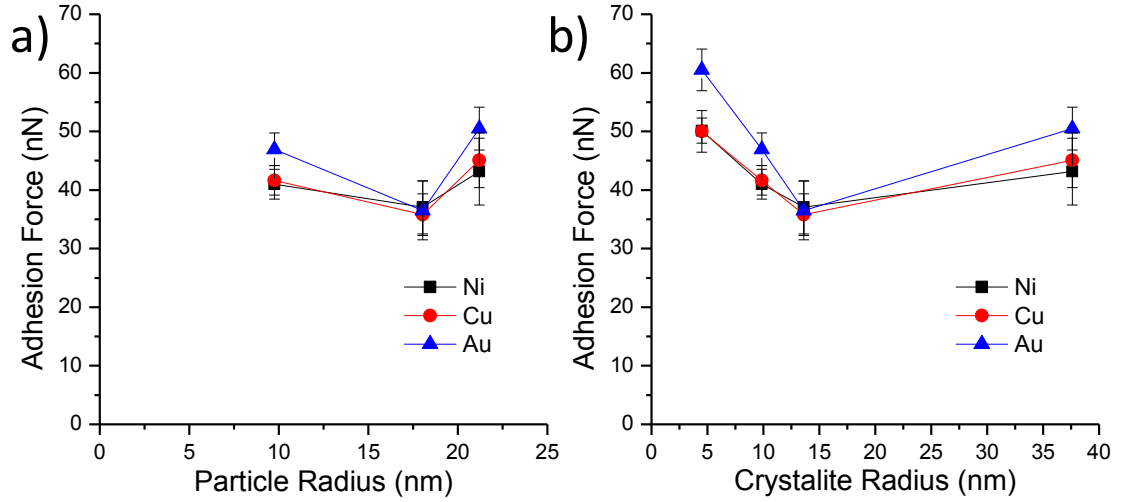 a)
70
60
50
40
30
20
10
0
Adhesion Force (nN)
Ni
Cu
Au
0 5 10 15 20 25
Particle Radius (nm)
b)
70
60
50
40
30
20
10
0
Adhesion Force (nN)
Ni
Cu
Au
0 5 10 15 20 25 30 35 40
Crystalite Radius (nm)